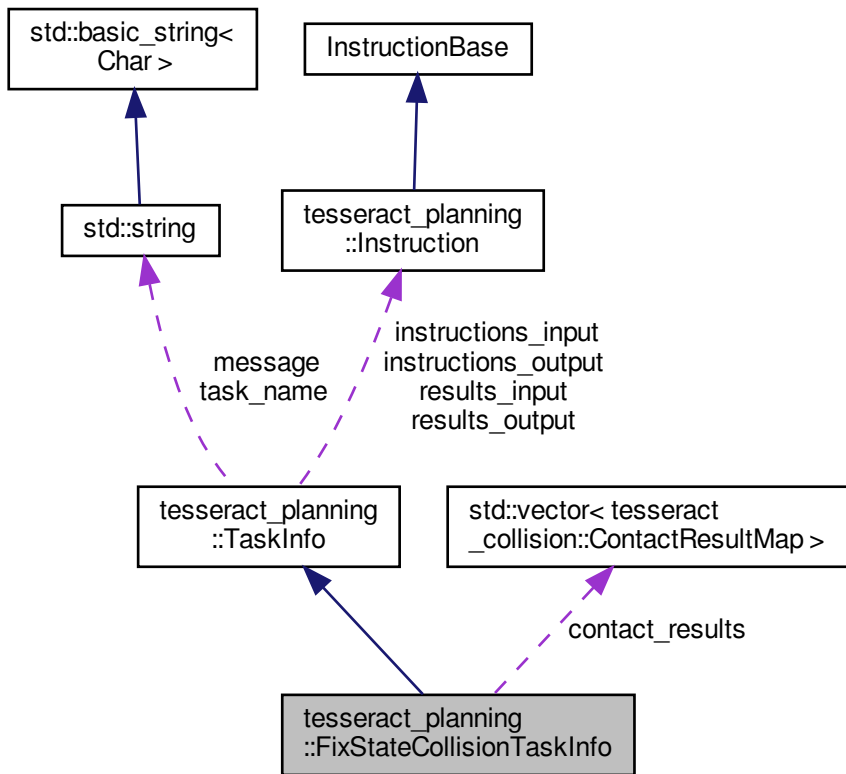 std::basic_string<
Char >
InstructionBase
std::string
tesseract_planning
::Instruction
message
task_name
instructions_input
instructions_output
results_input
results_output
tesseract_planning
::TaskInfo
std::vector< tesseract
_collision::ContactResultMap >
contact_results
tesseract_planning
::FixStateCollisionTaskInfo